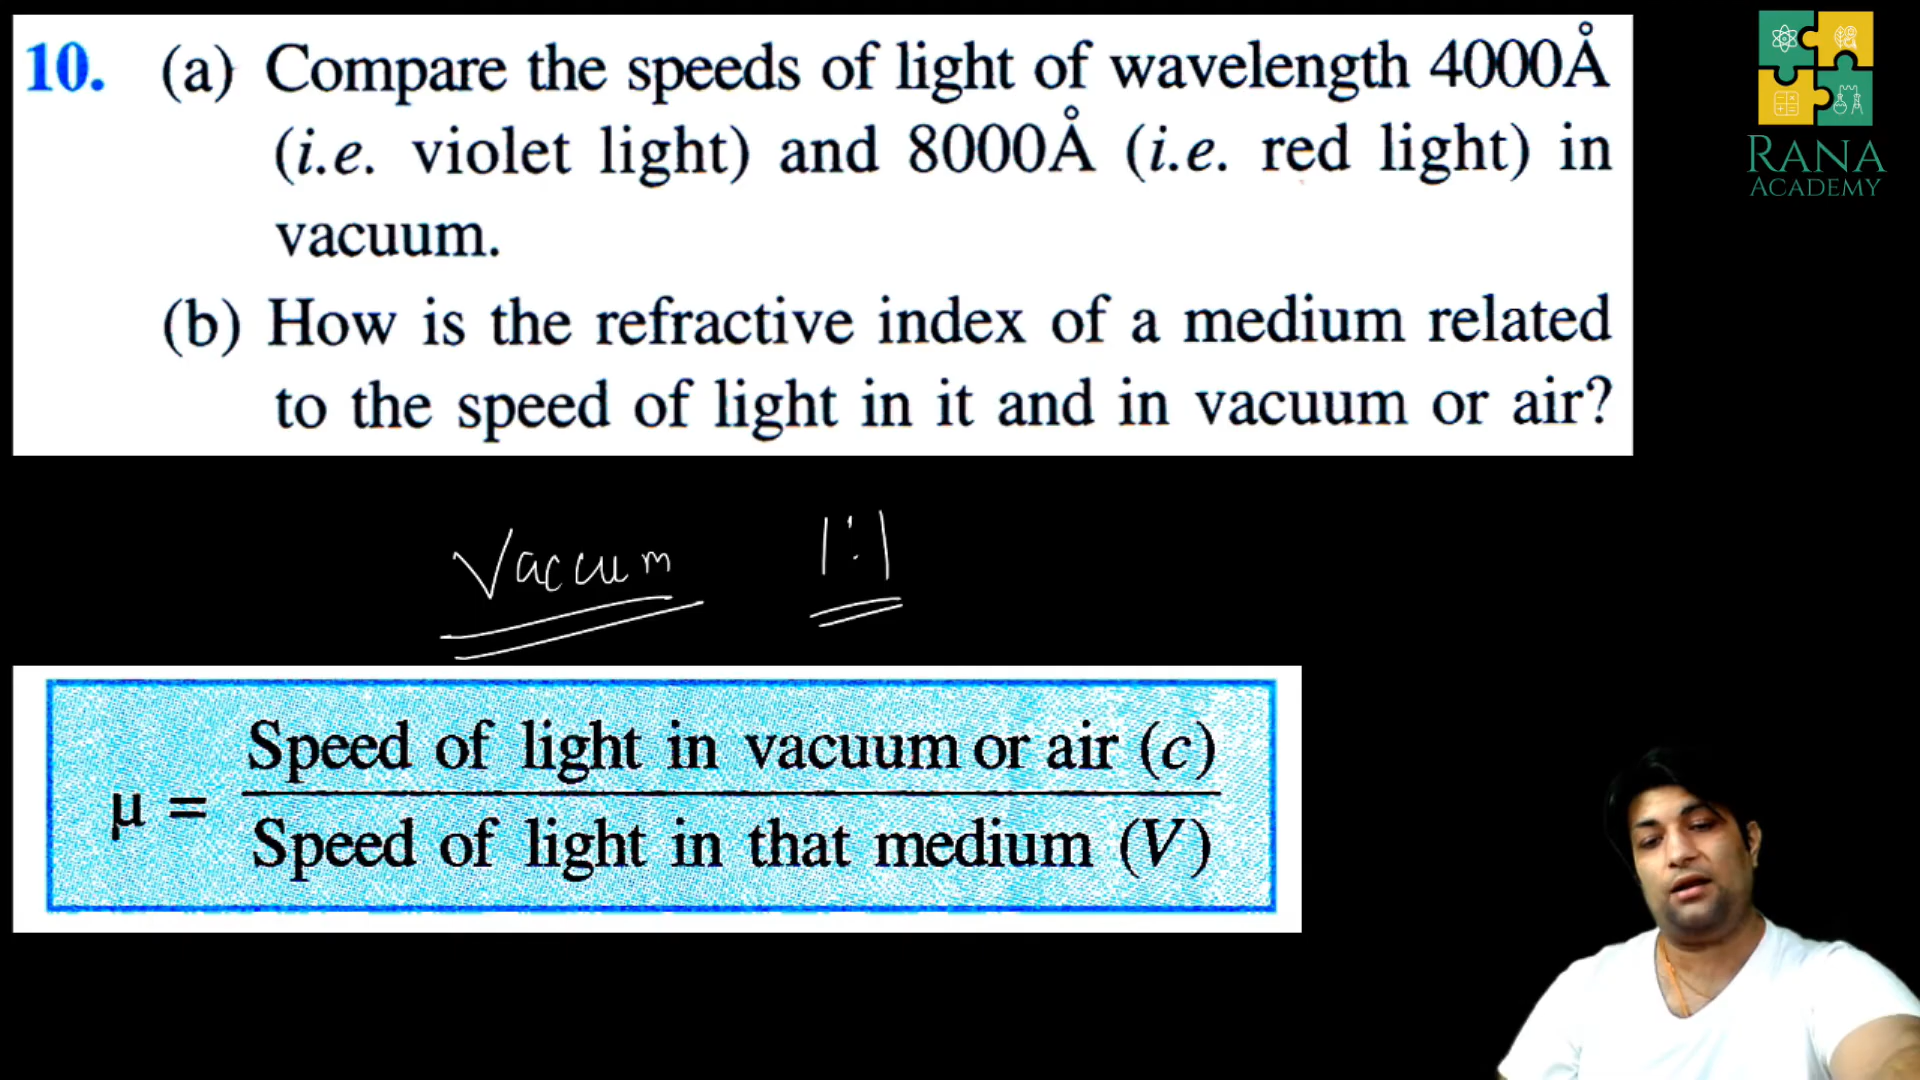 10. (a) Compare the speeds of light of wavelength 4000Å
(i.e. violet light) and 8000Å (i.e. red light) in
vacuum.
(b) How is the refractive index of a medium related
to the speed of light in it and in vacuum or air?
RANA
ACADEMY
Vacuum 1:1
μ = Speed of light in vacuum or air (c)
Speed of light in that medium (V)